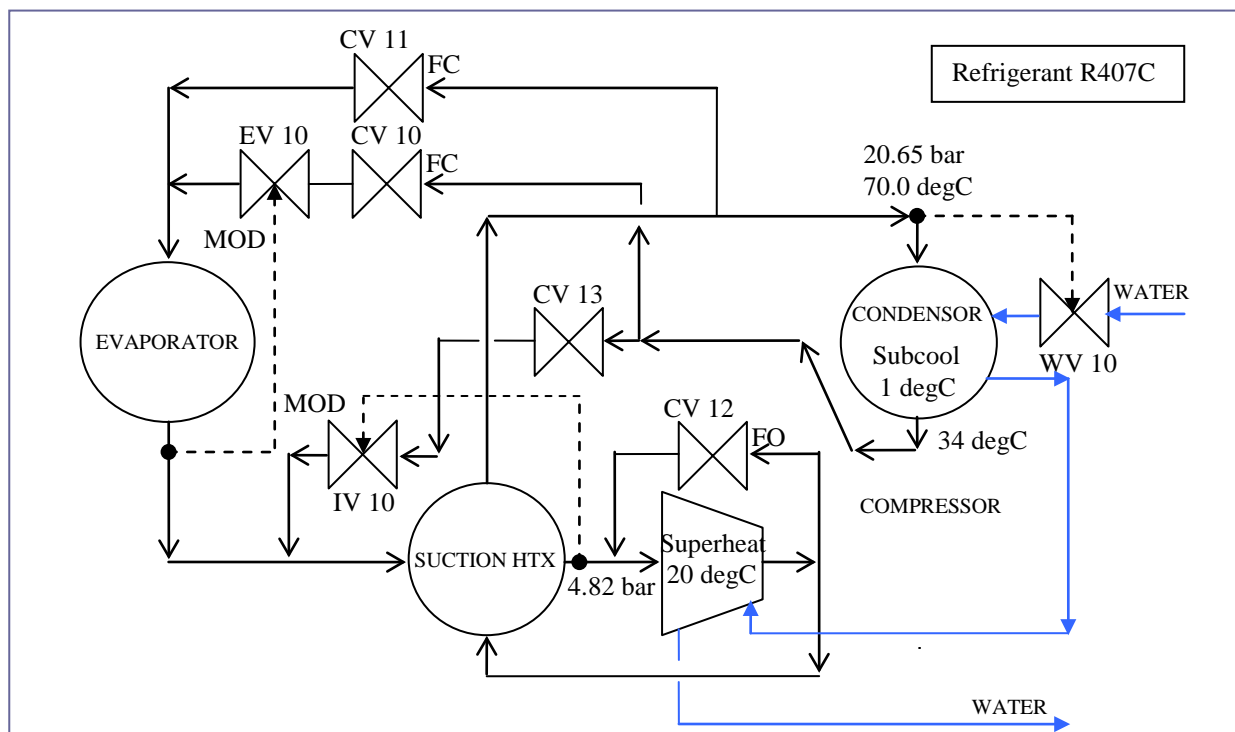 CV 11
FC
Refrigerant R407C
EV 10
CV 10
FC
20.65 bar
70.0 degC
MOD
CV 13
WATER
EVAPORATOR
CONDENSOR
Subcool
1 degC
WV 10
MOD
CV 12
FO
34 degC
IV 10
COMPRESSOR
SUCTION HTX
Superheat
20 degC
4.82 bar
WATER